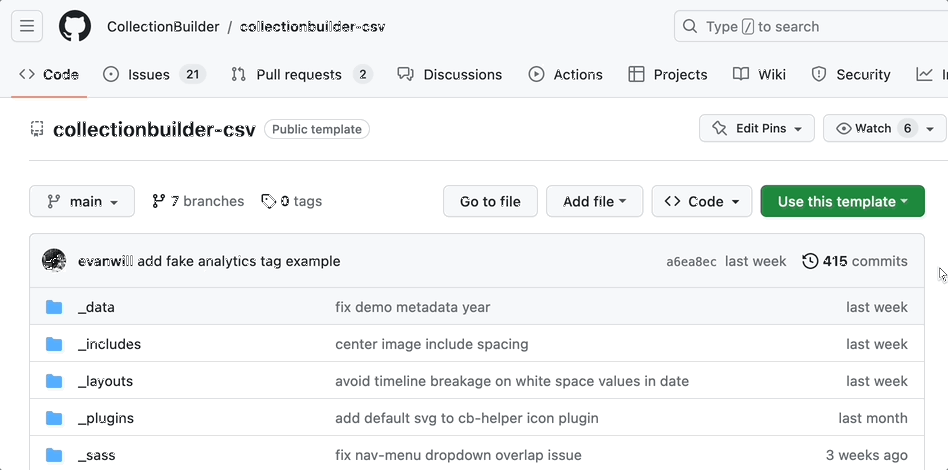 CollectionBuilder / collectionbuilder-csv Type / to search
Code Issues 21 Pull requests 2 Discussions Actions Projects Wiki Security
collectionbuilder-csv Public template Edit Pins Watch 6
main 7 branches 0 tags Go to file Add file Code Use this template
evanwill add fake analytics tag example a6ea8ec last week 415 commits
_data fix demo metadata year last week
_includes center image include spacing last week
_layouts avoid timeline breakage on white space values in date last week
_plugins add default svg to cb-helper icon plugin last month
_sass fix nav-menu dropdown overlap issue 3 weeks ago